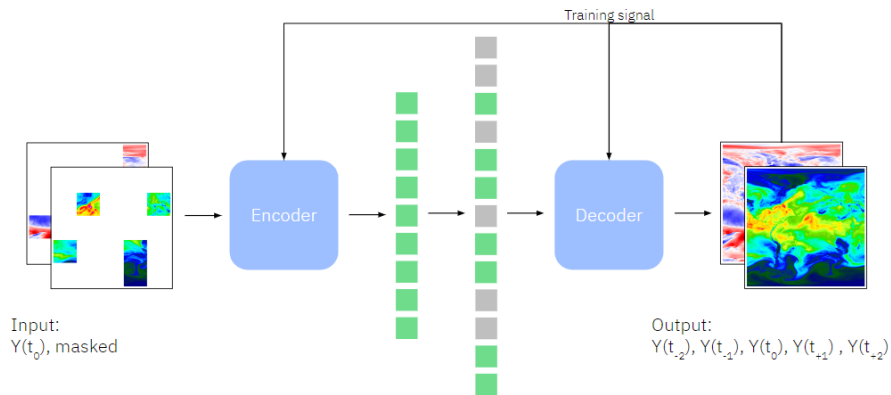 Training signal
Encoder
Decoder
Input:
Y(t₀), masked
Output:
Y(t₋₂), Y(t₋₁), Y(t₀), Y(t₊₁) , Y(t₊₂)